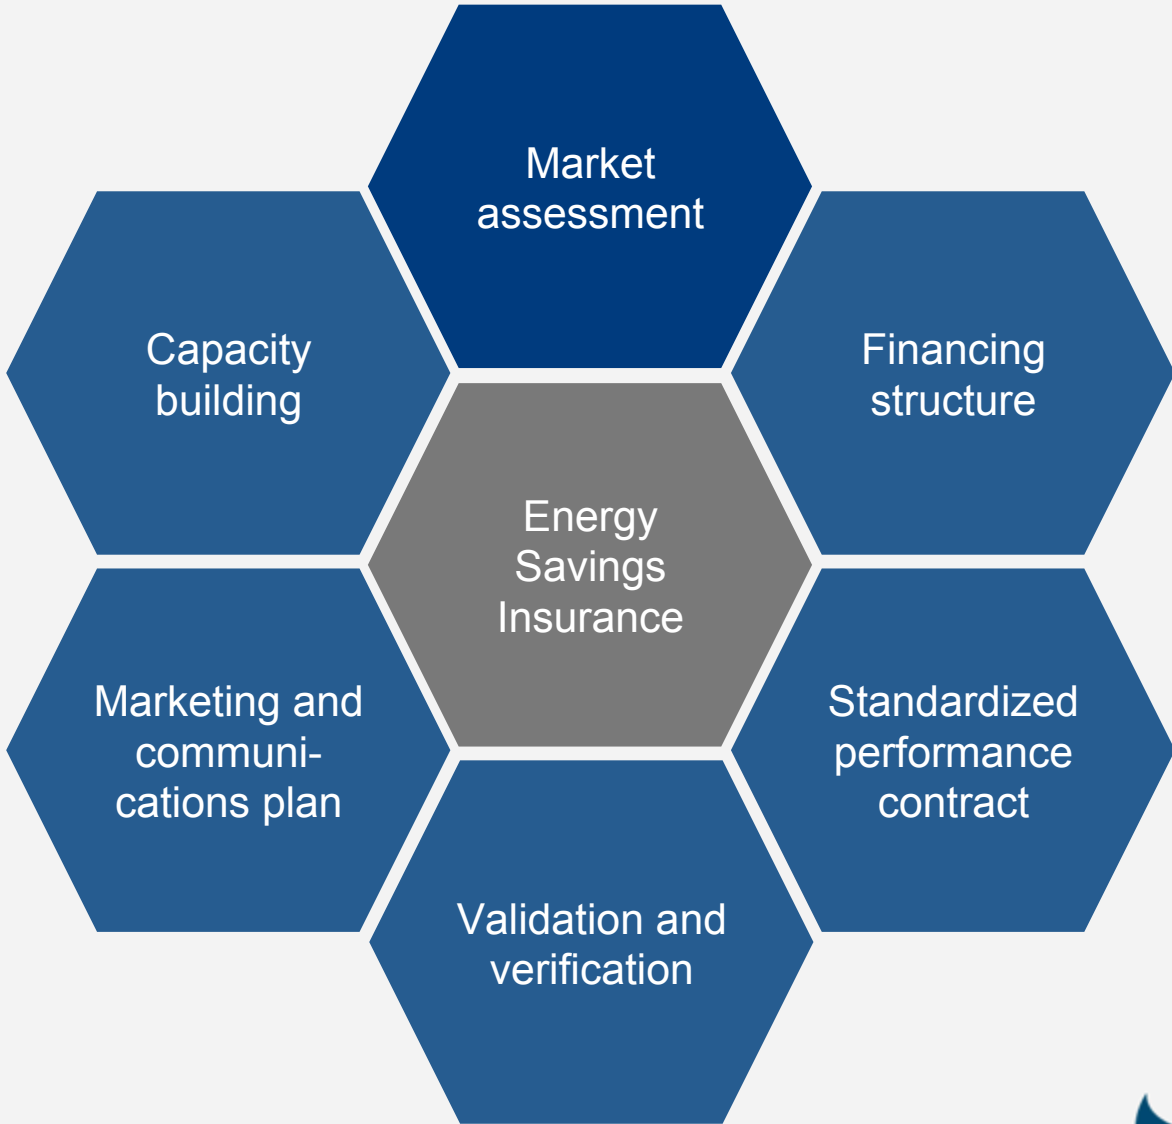 Market
assessment
Capacity
building
Financing
structure
Energy
Savings
Insurance
Marketing and
communi-
cations plan
Standardized
performance
contract
Validation and
verification